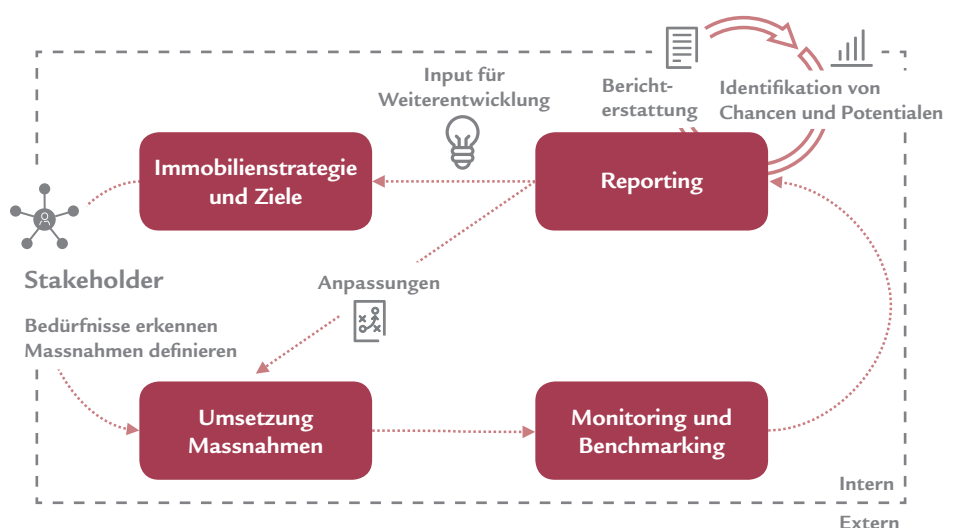 Input für
Weiterentwicklung
Bericht-
erstattung
Identifikation von
Chancen und Potentialen
Immobilienstrategie
und Ziele
Reporting
Stakeholder
Anpassungen
Bedürfnisse erkennen
Massnahmen definieren
Umsetzung
Massnahmen
Monitoring und
Benchmarking
Intern
Extern